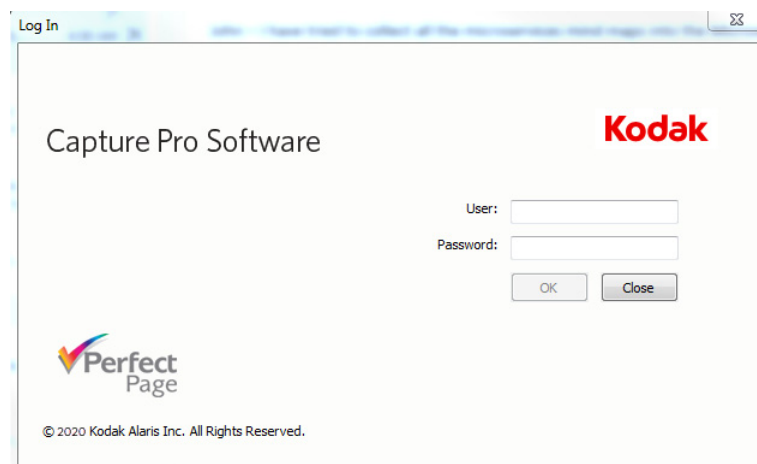 Log In
Capture Pro Software
Kodak
User:
Password:
OK Close
Perfect
Page
© 2020 Kodak Alaris Inc. All Rights Reserved.